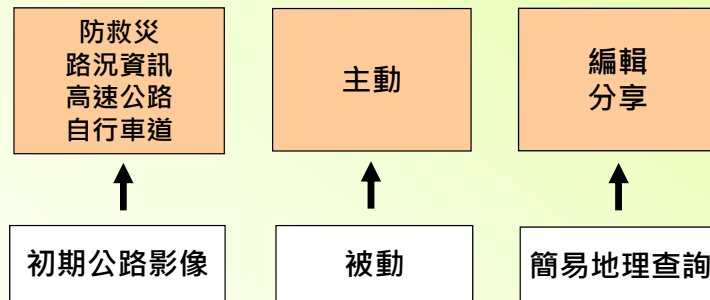 防救災
路況資訊
高速公路
自行車道
主動
編輯
分享
初期公路影像
被動
簡易地理查詢